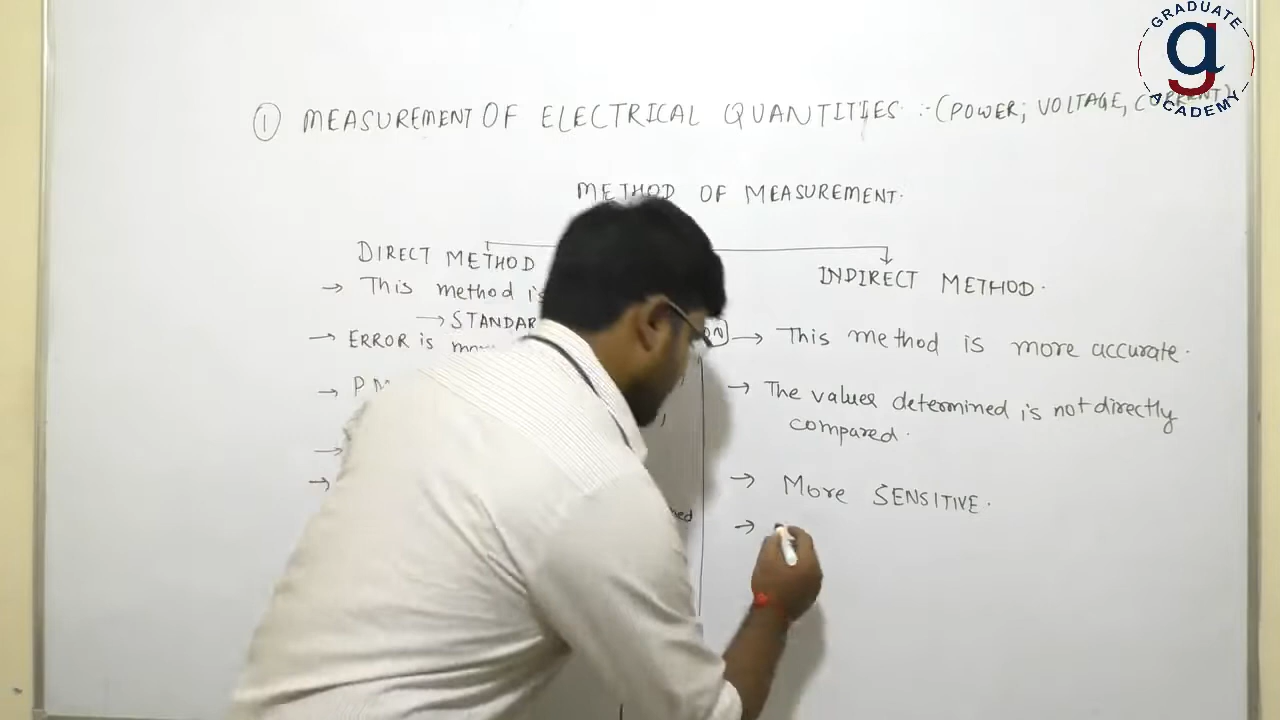 GRADUATE
a
ACADEMY
① MEASUREMENT OF ELECTRICAL QUANTITIES :- (POWER; VOLTAGE, CURRENT)
METHOD OF MEASUREMENT.
DIRECT METHOD
→ This method is
→ STANDAR
→ ERROR is
→ PM
→
→
INDIRECT METHOD.
→ This method is more accurate.
→ The values determined is not directly
compared.
→ More SENSITIVE.
→